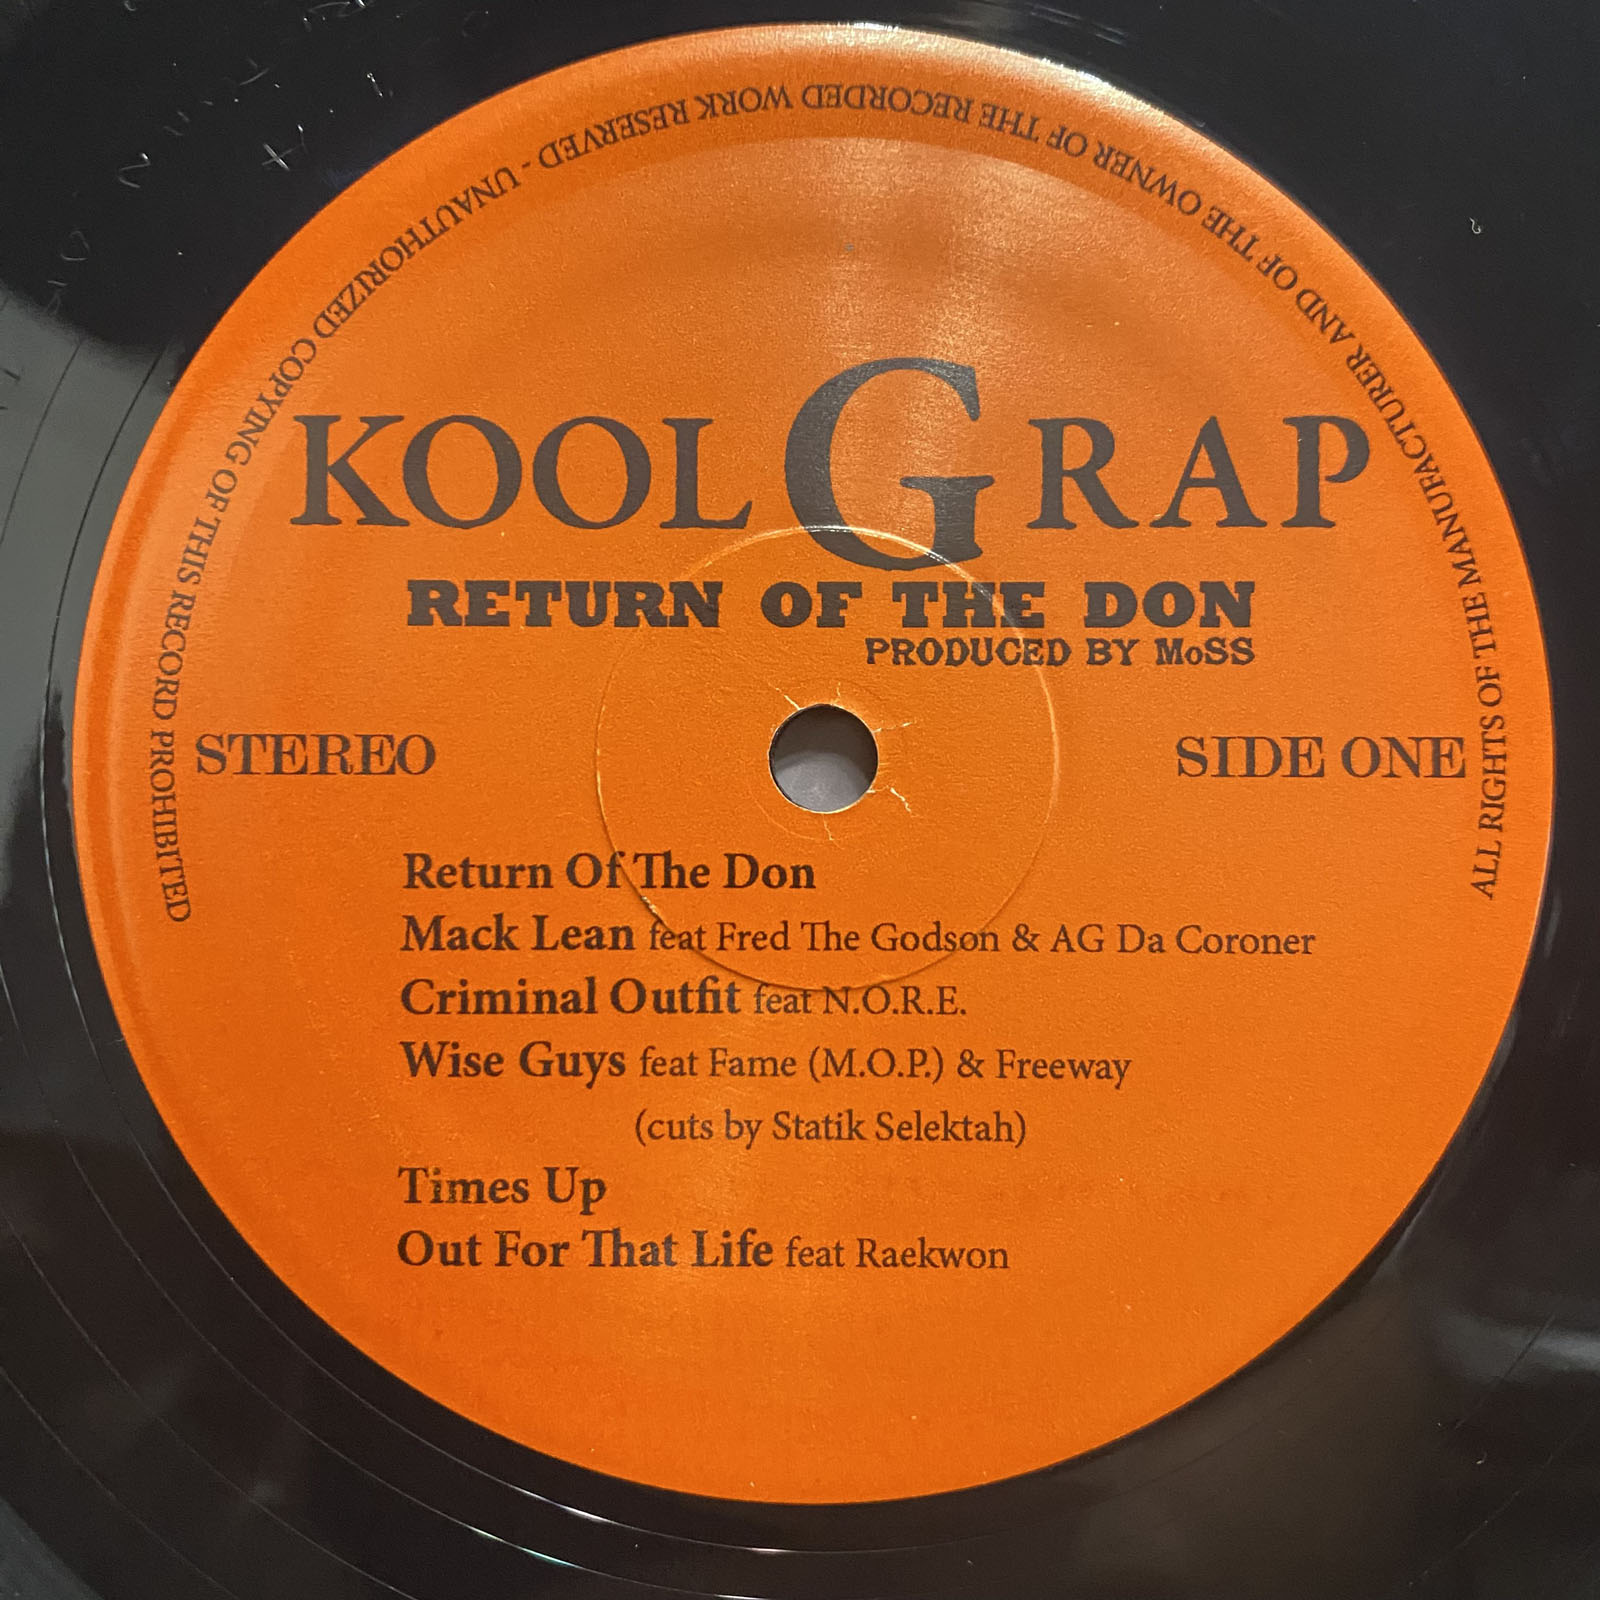 ALL RIGHTS OF THE MANUFACTURER AND OF THE OWNER OF THE RECORDED WORK RESERVED - UNAUTHORIZED COPYING OF THIS RECORD PROHIBITED
KOOL G RAP
RETURN OF THE DON
PRODUCED BY MoSS
STEREO
SIDE ONE
Return Of The Don
Mack Lean feat Fred The Godson & AG Da Coroner
Criminal Outfit feat N.O.R.E.
Wise Guys feat Fame (M.O.P.) & Freeway
(cuts by Statik Selektah)
Times Up
Out For That Life feat Raekwon